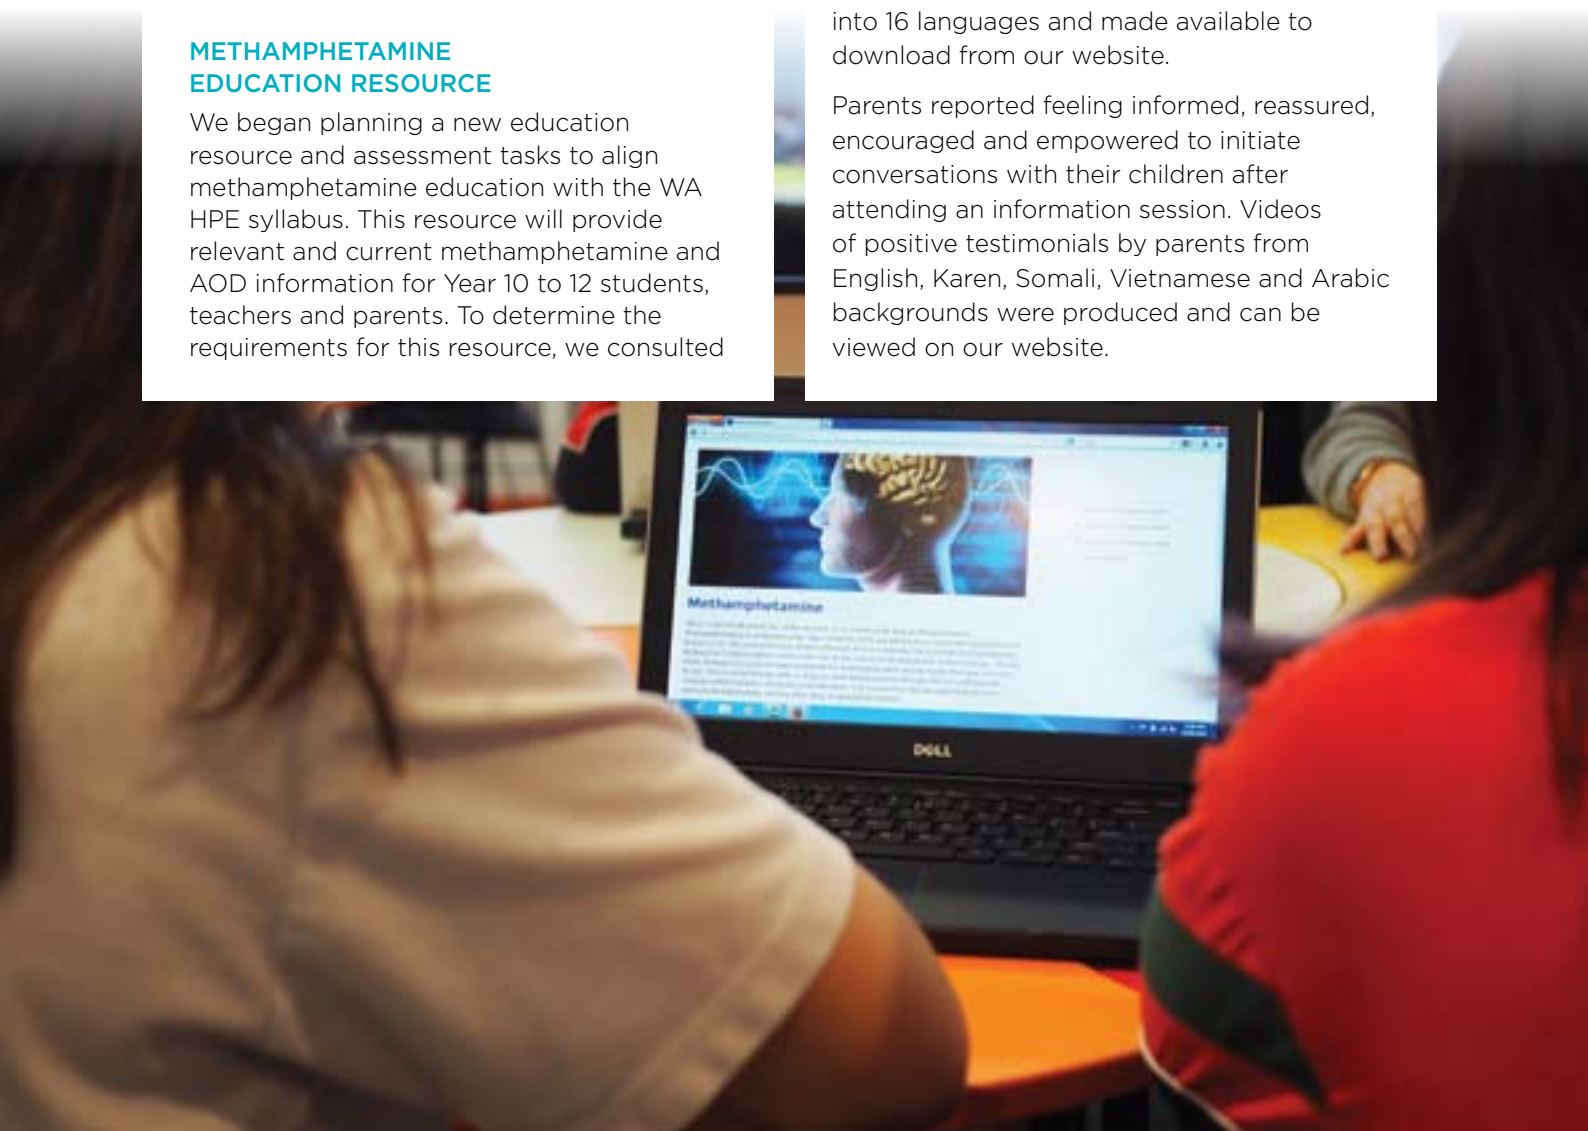 METHAMPHETAMINE
EDUCATION RESOURCE
We began planning a new education
resource and assessment tasks to align
methamphetamine education with the WA
HPE syllabus. This resource will provide
relevant and current methamphetamine and
AOD information for Year 10 to 12 students,
teachers and parents. To determine the
requirements for this resource, we consulted
into 16 languages and made available to
download from our website.
Parents reported feeling informed, reassured,
encouraged and empowered to initiate
conversations with their children after
attending an information session. Videos
of positive testimonials by parents from
English, Karen, Somali, Vietnamese and Arabic
backgrounds were produced and can be
viewed on our website.
Methamphetamine
DELL